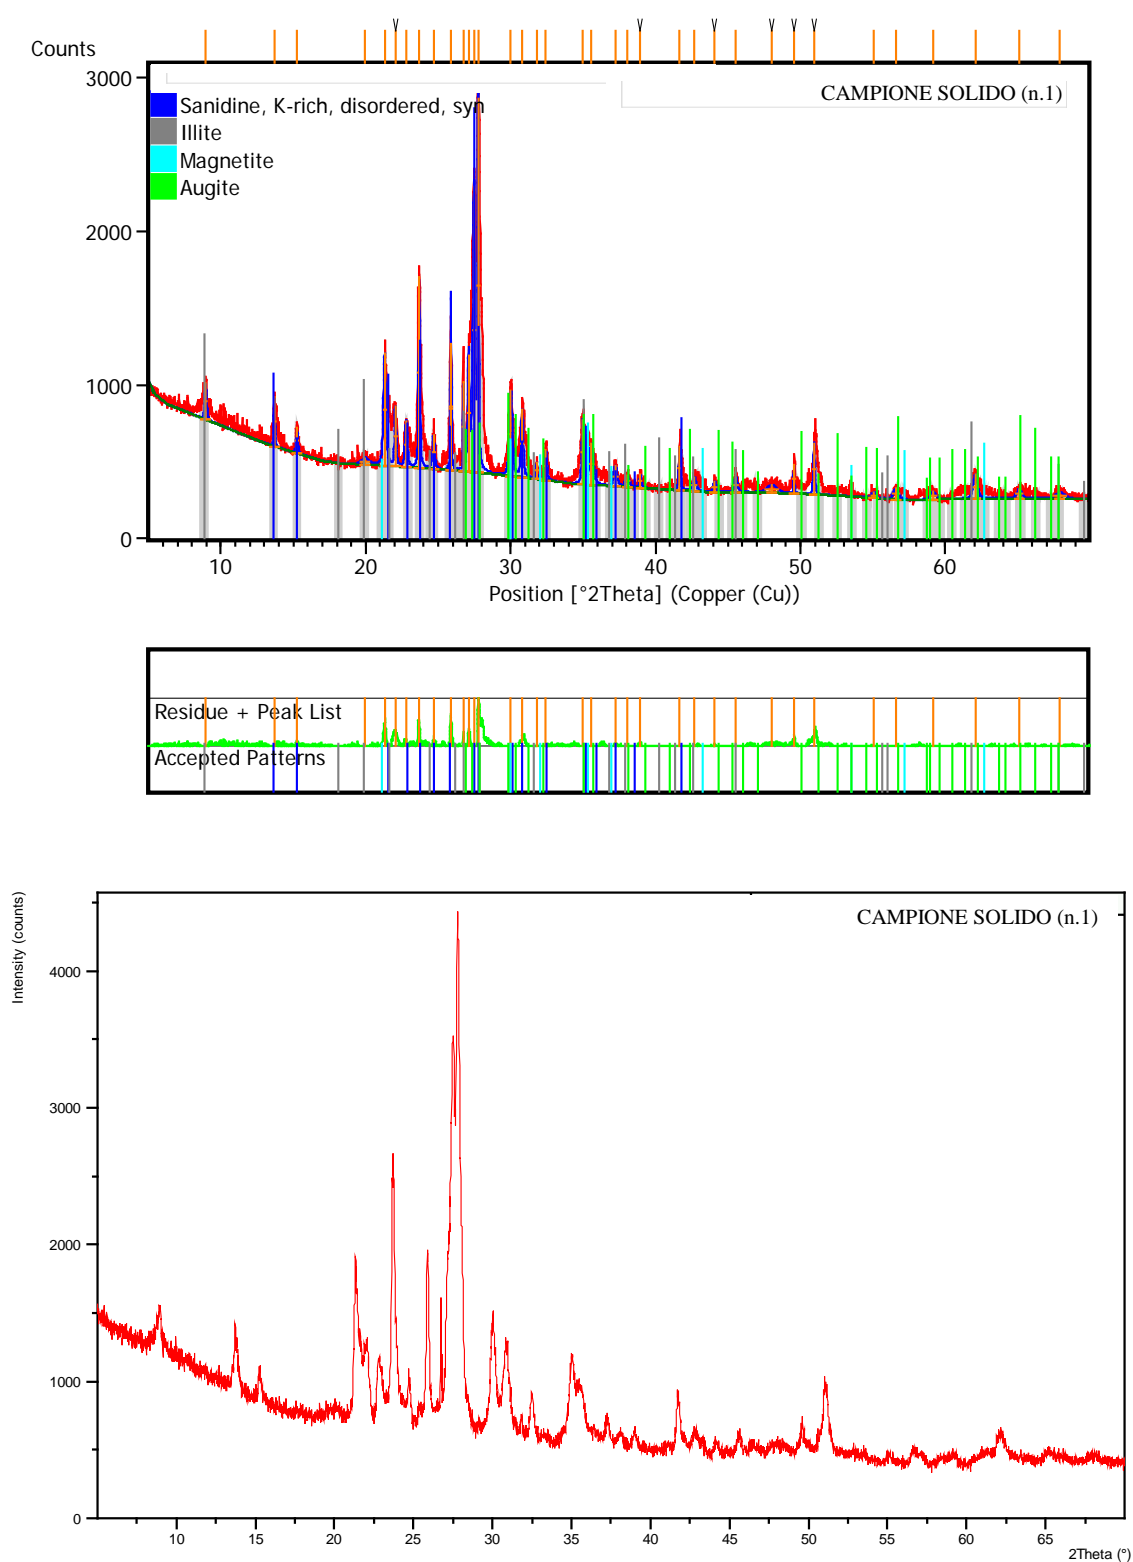 Counts
3000
CAMPIONE SOLIDO (n.1)
Sanidine, K-rich, disordered, syn
Illite
Magnetite
Augite
2000
1000
0
10 20 30 40 50 60
Position [°2Theta] (Copper (Cu))
Residue + Peak List
Accepted Patterns
Intensity (counts)
CAMPIONE SOLIDO (n.1)
4000
3000
2000
1000
0
10 15 20 25 30 35 40 45 50 55 60 65
2Theta (°)